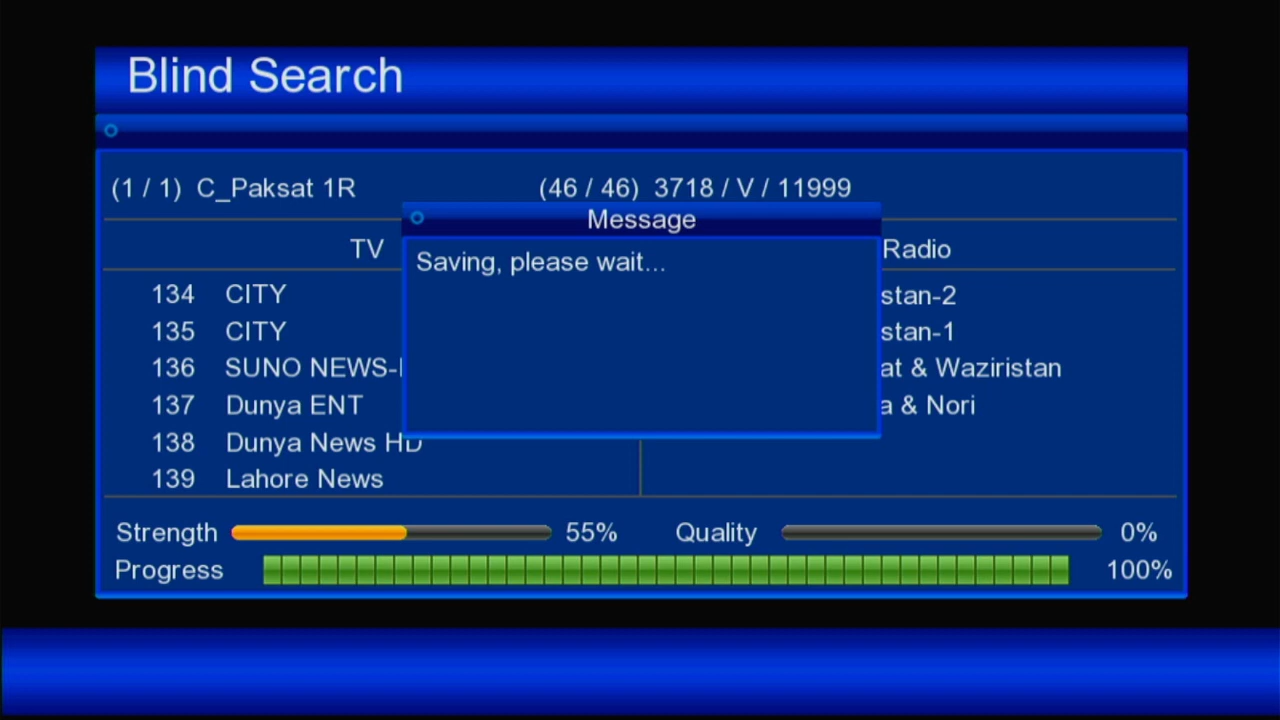 Blind Search
(1 / 1) C_Paksat 1R (46 / 46) 3718 / V / 11999
Message
TV Radio
Saving, please wait...
134 CITY stan-2
135 CITY stan-1
136 SUNO NEWS- at & Waziristan
137 Dunya ENT a & Nori
138 Dunya News HD
139 Lahore News
Strength 55% Quality 0%
Progress 100%